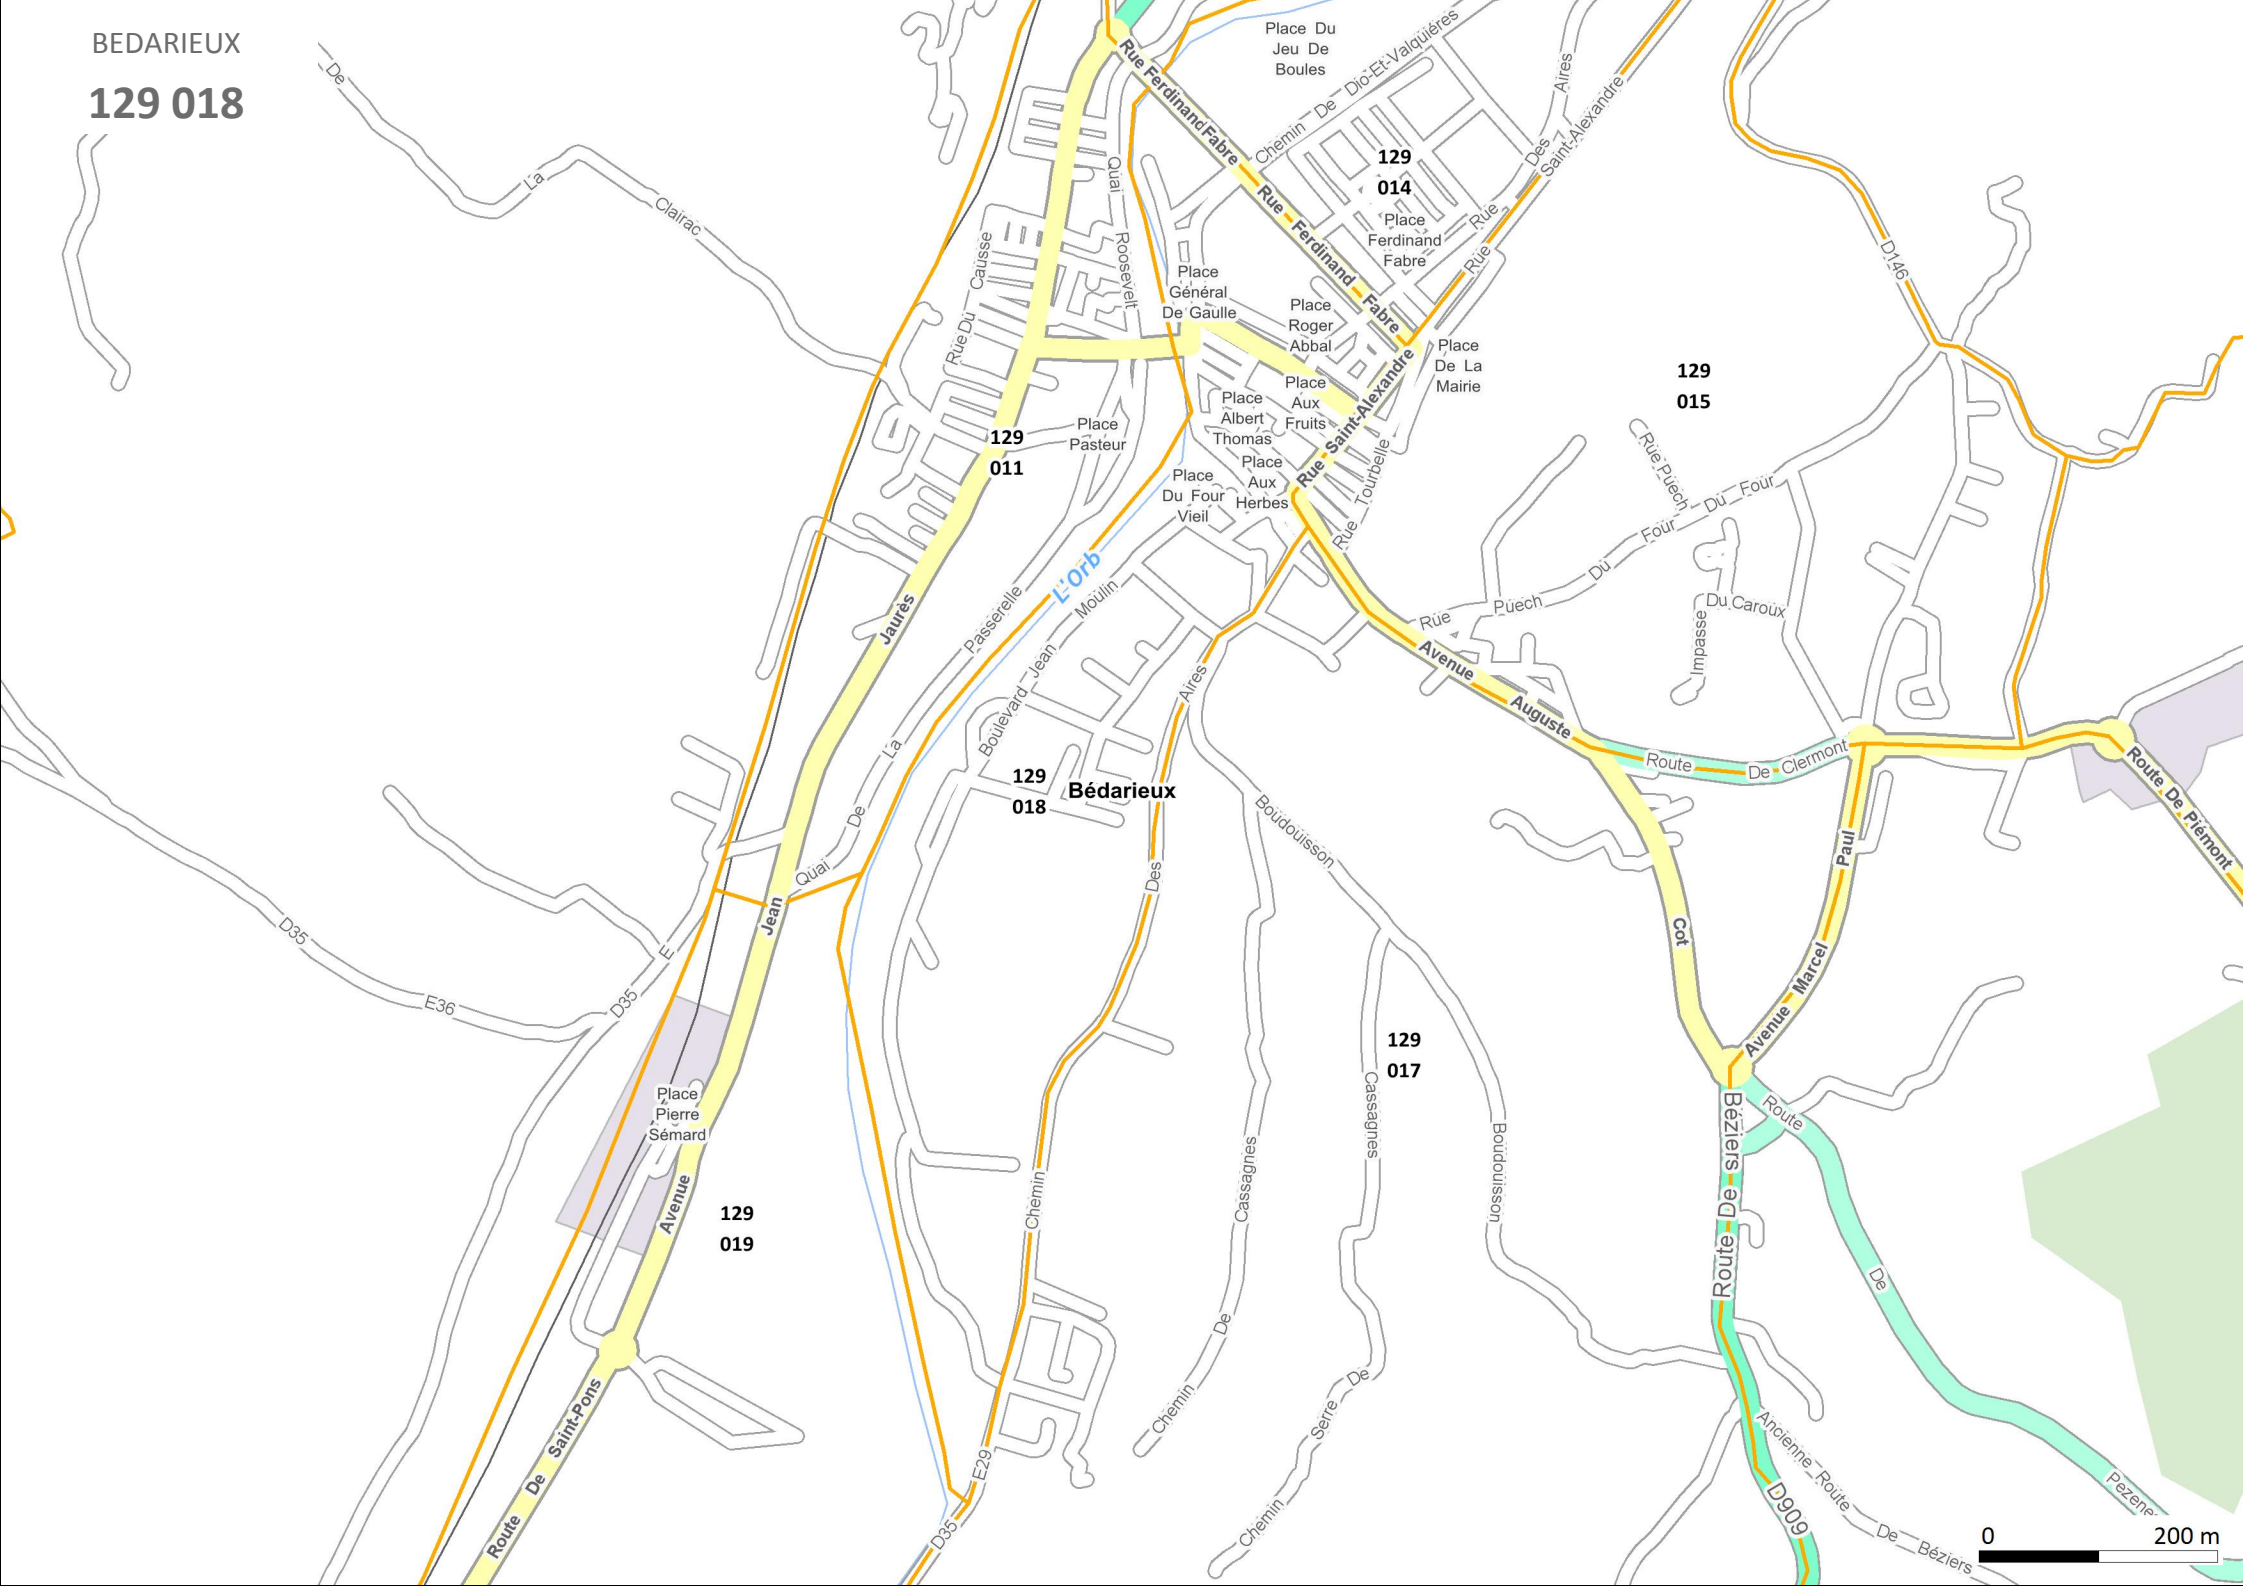 BEDARIEUX
129 018
De
La
Clairac
Rue Du Causse
Quai Roosevelt
Rue Ferdinand Fabre
Rue Ferdinand Fabre
Place Du
Jeu De
Boules
Chemin De Dio-Et-Valquières
Rue Des Aires
Rue Saint-Alexandre
129
014
Place
Ferdinand
Fabre
D146
Place
Général
De Gaulle
Place
Roger
Abbal
Place
De La
Mairie
Place
Aux
Fruits
Place
Albert
Thomas
Place
Aux
Herbes
Place
Du Four
Vieil
Rue Saint-Alexandre
Rue Tourbelle
129
015
129
011
Place
Pasteur
Rue Puech
Rue Puech Du Four Du Four
Impasse Du Caroux
L'Orb
Quai De La Passerelle
Boulevard Jean Moulin
Avenue Jean Jaurès
Chemin Des Aires
129
018
Bédarieux
Avenue Auguste Cot
Route De Clermont
Route De Piémont
Avenue Marcel Paul
Boudouisson
Boudouisson
D35
E36
D35
E
Place
Pierre
Sémard
129
019
129
017
Chemin De Cassagnes
Chemin Serre De Cassagnes
Route De Béziers
Route De Pezene
Route De Saint-Pons
E29
D35
D909
Ancienne Route De Béziers
0 200 m